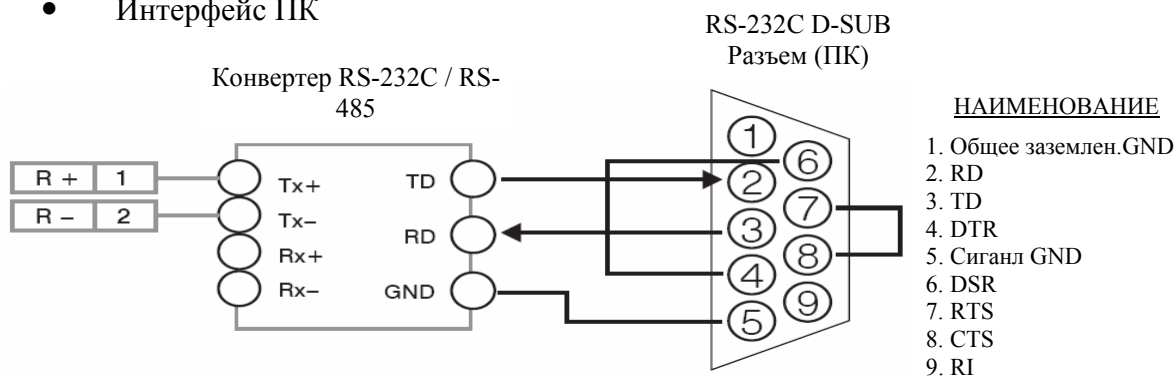 • Интерфейс ПК
RS-232C D-SUB
Разъем (ПК)
Конвертер RS-232C / RS-
485
R + 1
R – 2
Tx+
Tx–
Rx+
Rx–
TD
RD
GND
1
2
3
4
5
6
7
8
9
НАИМЕНОВАНИЕ
1. Общее заземлен.GND
2. RD
3. TD
4. DTR
5. Сиганл GND
6. DSR
7. RTS
8. CTS
9. RI